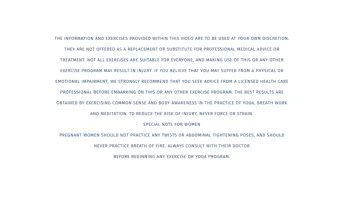 THE INFORMATION AND EXERCISES PROVIDED WITHIN THIS VIDEO ARE TO BE USED AT YOUR OWN DISCRETION.
THEY ARE NOT OFFERED AS A REPLACEMENT OR SUBSTITUTE FOR PROFESSIONAL MEDICAL ADVICE OR
TREATMENT. NOT ALL EXERCISES ARE SUITABLE FOR EVERYONE, AND MAKING USE OF THIS OR ANY OTHER
EXERCISE PROGRAM MAY RESULT IN INJURY. IF YOU BELIEVE THAT YOU MAY SUFFER FROM A PHYSICAL OR
EMOTIONAL IMPAIRMENT, WE STRONGLY RECOMMEND THAT YOU SEEK ADVICE FROM A LICENSED HEALTH CARE
PROFESSIONAL BEFORE EMBARKING ON THIS OR ANY OTHER EXERCISE PROGRAM. THE BEST RESULTS ARE
OBTAINED BY EXERCISING COMMON SENSE AND BODY AWARENESS IN THE PRACTICE OF YOGA, BREATH WORK
AND MEDITATION. TO REDUCE THE RISK OF INJURY, NEVER FORCE OR STRAIN.
SPECIAL NOTE FOR WOMEN
PREGNANT WOMEN SHOULD NOT PRACTICE ANY TWISTS OR ABDOMINAL TIGHTENING POSES, AND SHOULD
NEVER PRACTICE BREATH OF FIRE. ALWAYS CONSULT WITH THEIR DOCTOR
BEFORE BEGINNING ANY EXERCISE OR YOGA PROGRAM.